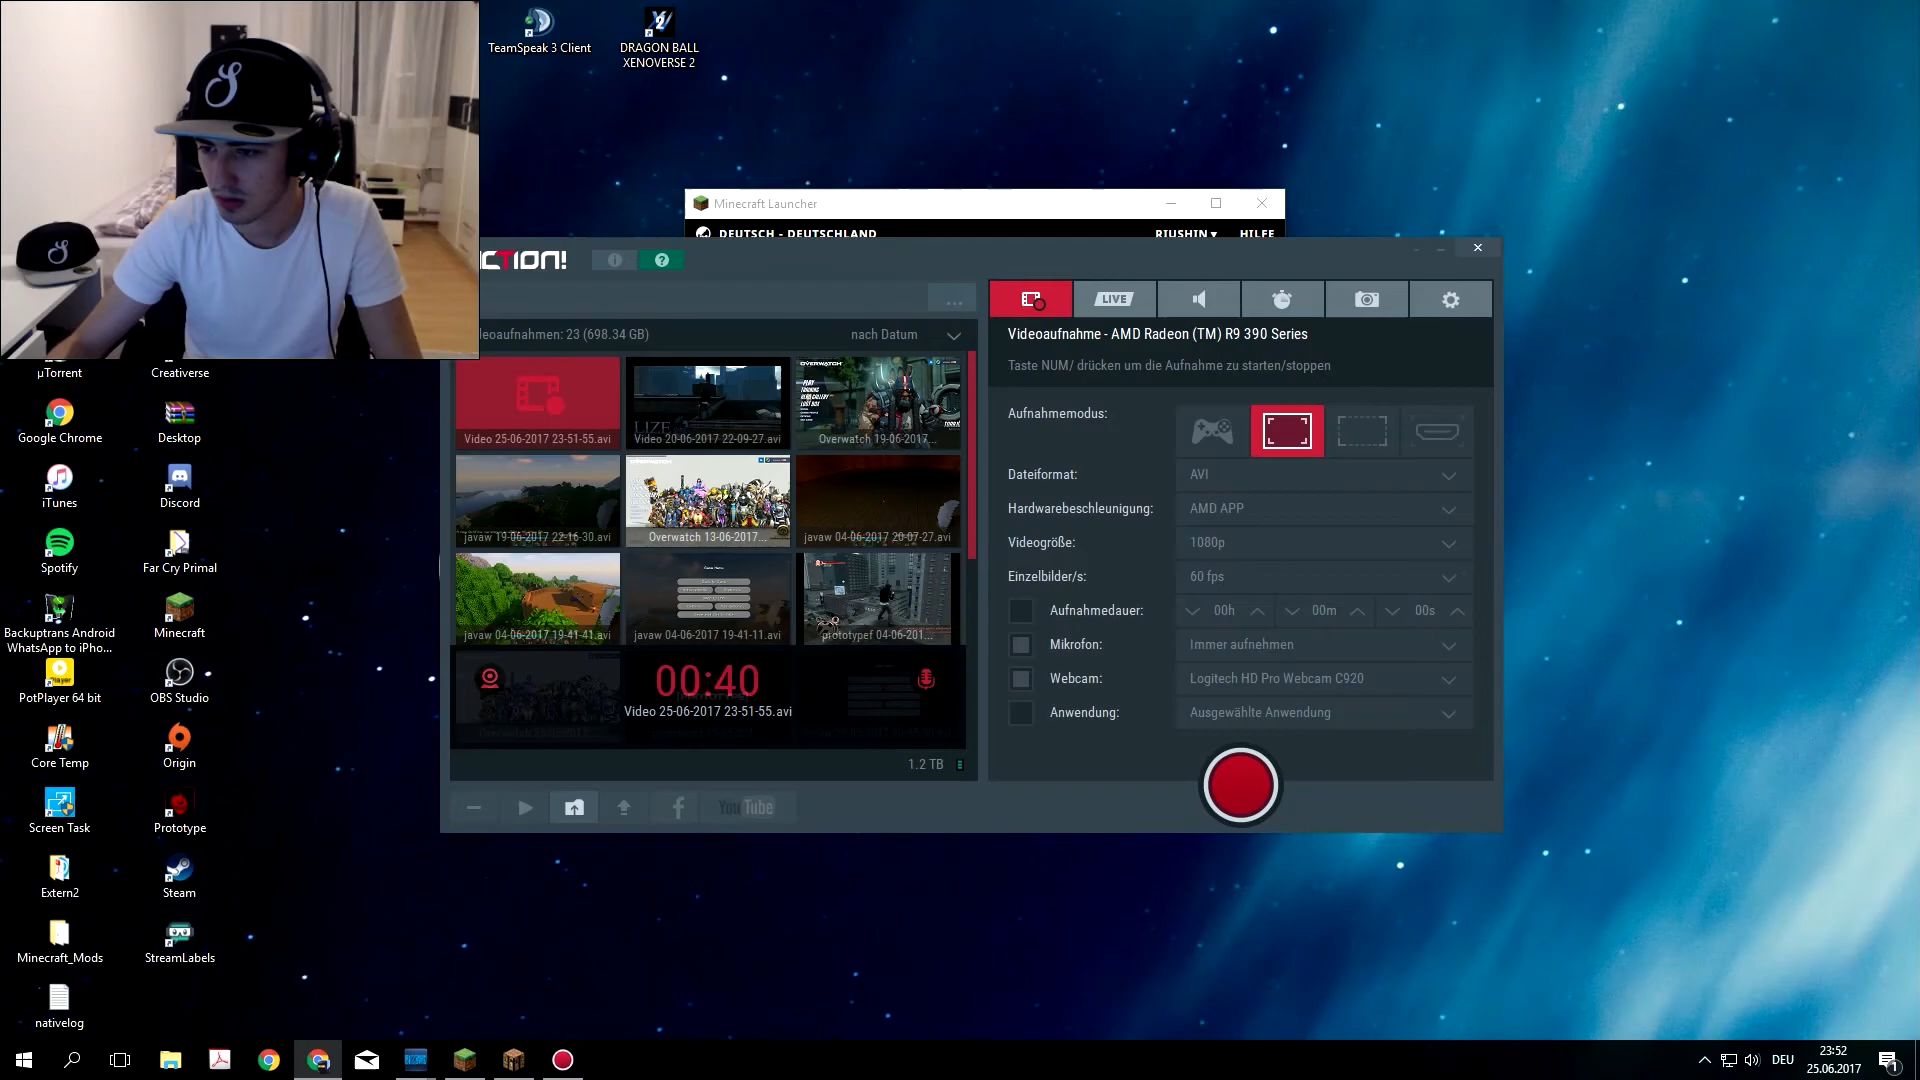 TeamSpeak 3 Client
DRAGON BALL
XENOVERSE 2
Minecraft Launcher
DEUTSCH - DEUTSCHLAND
RIUSHIN ▾
HILFE
CTION!
...
deoaufnahmen: 23 (698.34 GB)
nach Datum
Video 25-06-2017 23-51-55.avi
Video 20-06-2017 22-09-27.avi
Overwatch 19-06-2017...
javaw 19-06-2017 22-16-30.avi
Overwatch 13-06-2017...
javaw 04-06-2017 20-07-27.avi
javaw 04-06-2017 19-41-41.avi
javaw 04-06-2017 19-41-11.avi
prototypef 04-06-201...
00:40
Video 25-06-2017 23-51-55.avi
1.2 TB
YouTube
LIVE
Videoaufnahme - AMD Radeon (TM) R9 390 Series
Taste NUM/ drücken um die Aufnahme zu starten/stoppen
Aufnahmemodus:
Dateiformat:
AVI
Hardwarebeschleunigung:
AMD APP
Videogröße:
1080p
Einzelbilder/s:
60 fps
Aufnahmedauer:
00h
00m
00s
Mikrofon:
Immer aufnehmen
Webcam:
Logitech HD Pro Webcam C920
Anwendung:
Ausgewählte Anwendung
µTorrent
Creativerse
Google Chrome
Desktop
iTunes
Discord
Spotify
Far Cry Primal
Backuptrans Android
WhatsApp to iPho...
Minecraft
PotPlayer 64 bit
OBS Studio
Core Temp
Origin
Screen Task
Prototype
Extern2
Steam
Minecraft_Mods
StreamLabels
nativelog
DEU
23:52
25.06.2017
1